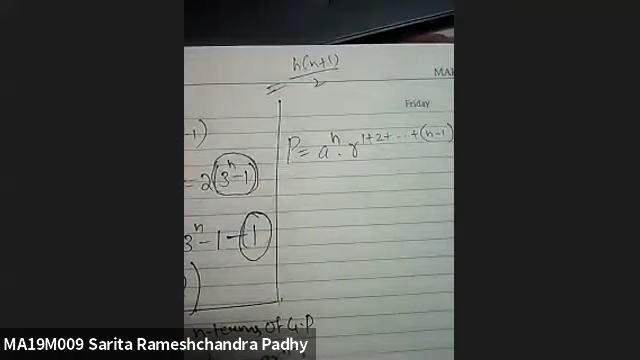 n(n+1)
2
MA
Friday
-1)
P = a^n . r^1+2+ ... +(n-1)
= 2(3^n-1)
3^n - 1 - 1
)
n-terms of G.P
MA19M009 Sarita Rameshchandra Padhy